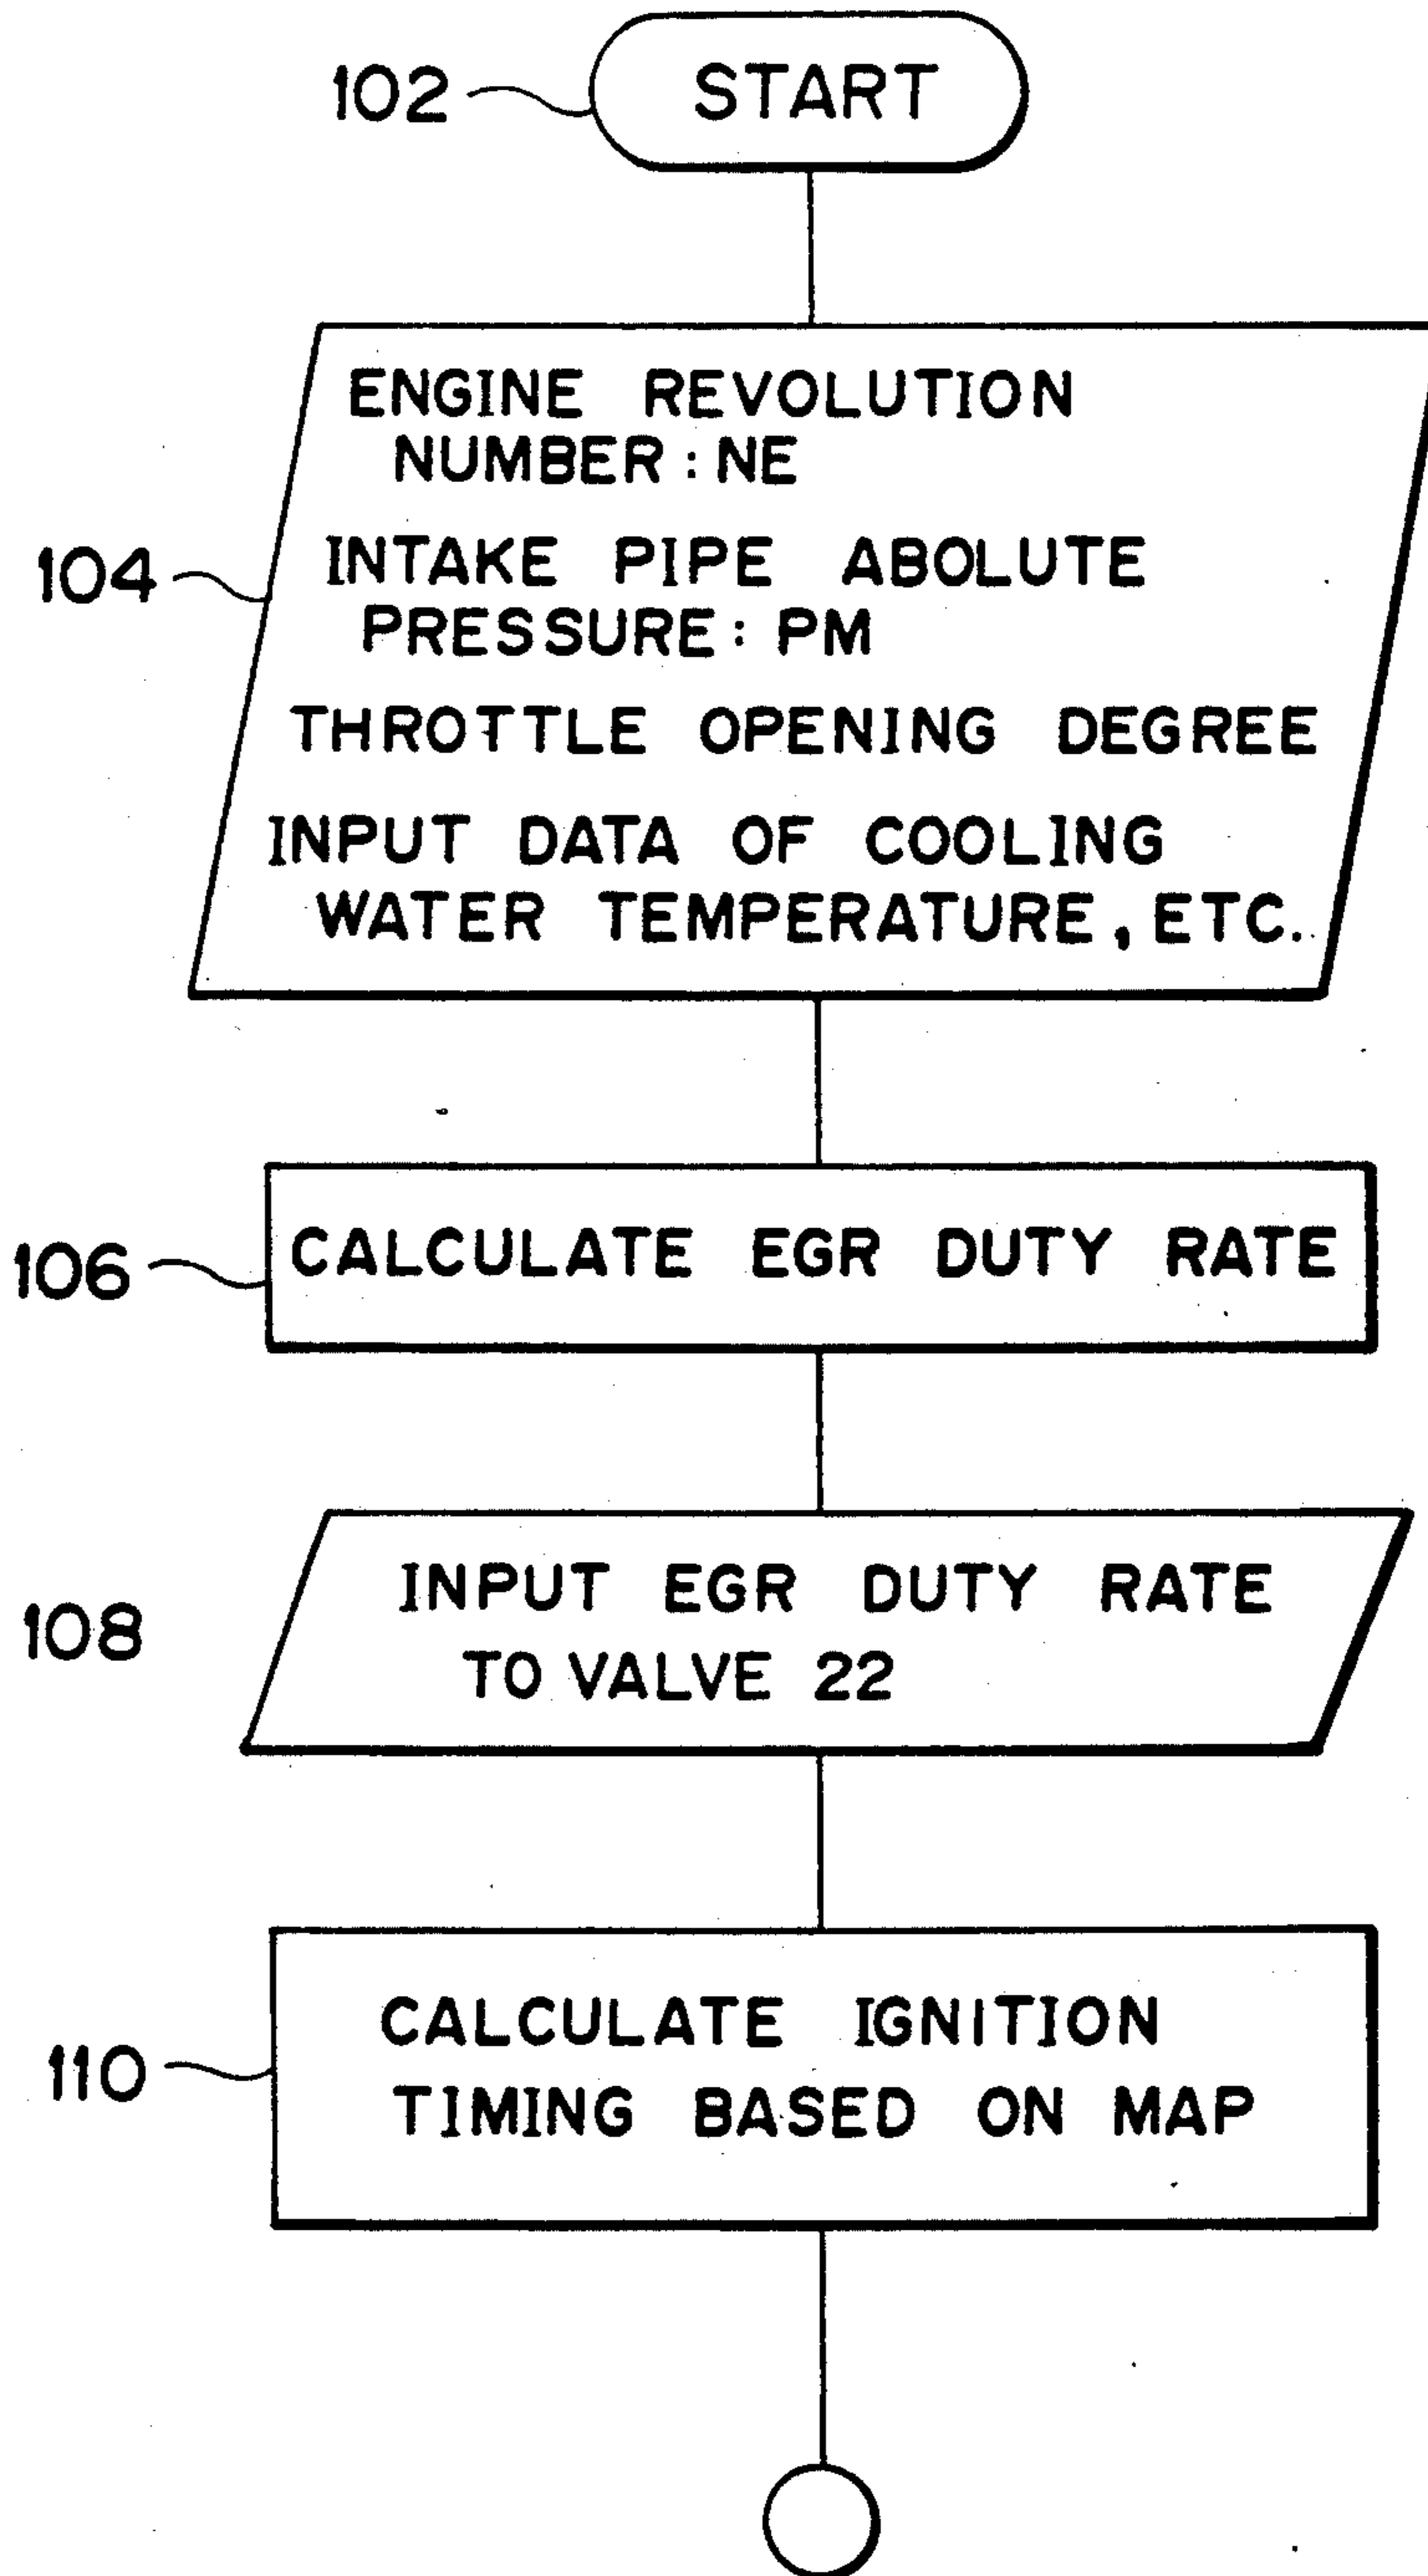 102 START
ENGINE REVOLUTION
NUMBER : NE
104
INTAKE PIPE ABOLUTE
PRESSURE : PM
THROTTLE OPENING DEGREE
INPUT DATA OF COOLING
WATER TEMPERATURE, ETC.
106 CALCULATE EGR DUTY RATE
108
INPUT EGR DUTY RATE
TO VALVE 22
110
CALCULATE IGNITION
TIMING BASED ON MAP